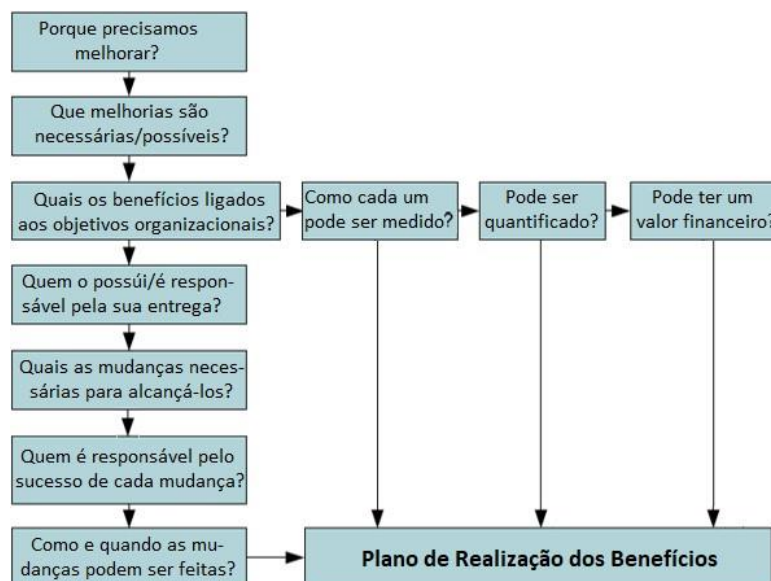 Porque precisamos
melhorar?
Que melhorias são
necessárias/possíveis?
Quais os benefícios ligados
aos objetivos organizacionais?
Como cada um
pode ser medido?
Pode ser
quantificado?
Pode ter um
valor financeiro?
Quem o possúi/é respon-
sável pela sua entrega?
Quais as mudanças neces-
sárias para alcançá-los?
Quem é responsável pelo
sucesso de cada mudança?
Como e quando as mu-
danças podem ser feitas?
Plano de Realização dos Benefícios